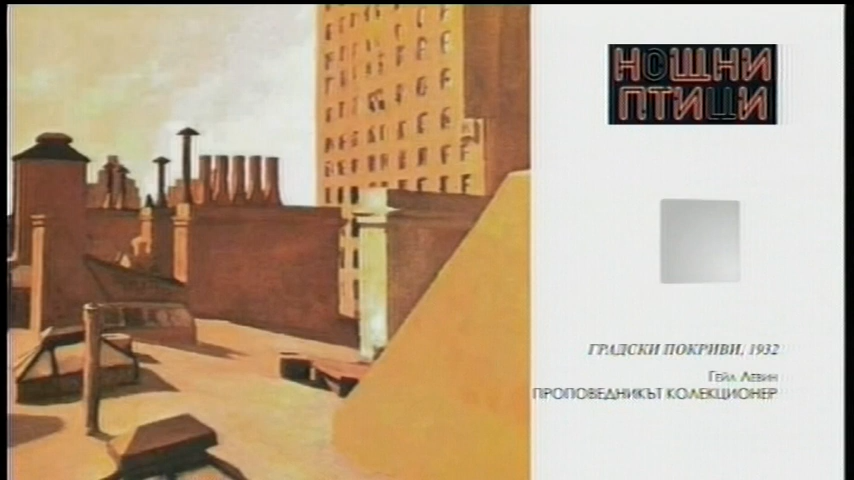 НОЩНИ
ПТИЦИ
ГРАДСКИ ПОКРИВИ, 1932
Гейл Левин
ПРОПОВЕДНИКЪТ КОЛЕКЦИОНЕР